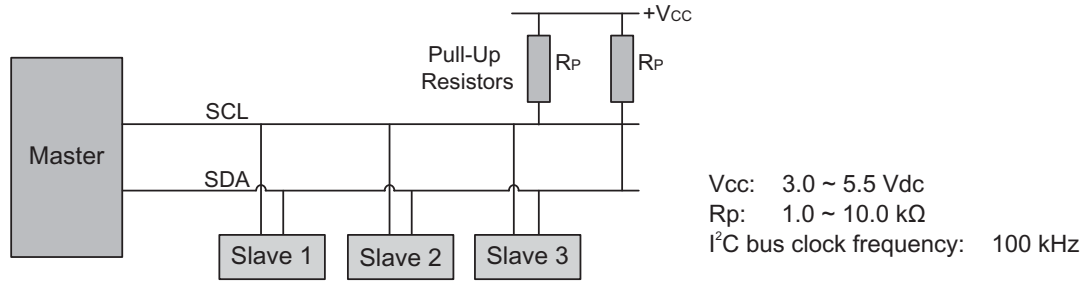 +Vcc
Pull-Up
Resistors
RP
RP
SCL
Master
SDA
Slave 1
Slave 2
Slave 3
Vcc: 3.0 ~ 5.5 Vdc
Rp: 1.0 ~ 10.0 kΩ
I²C bus clock frequency: 100 kHz